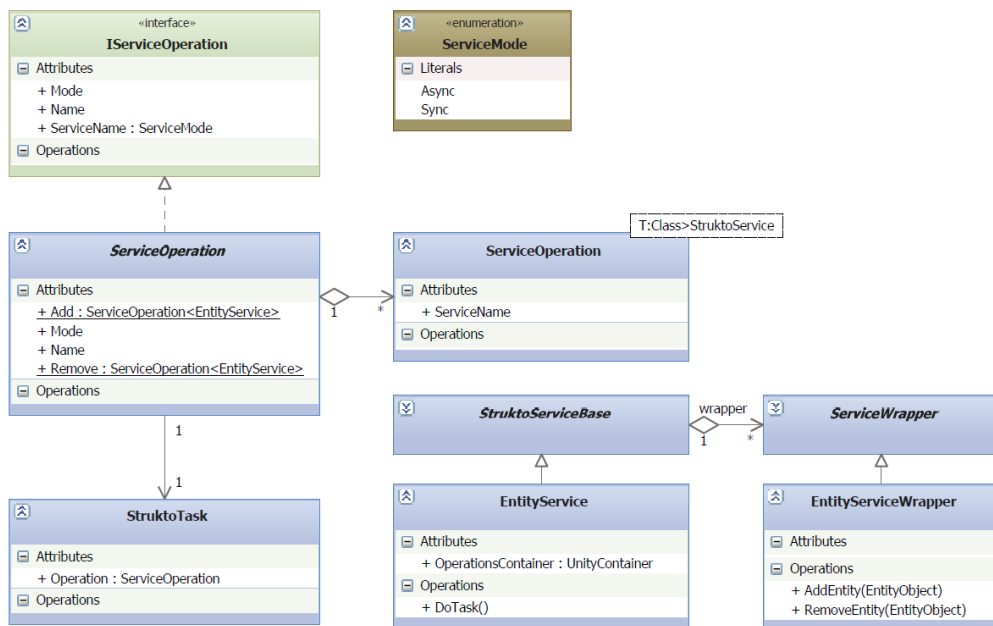 «interface»
IServiceOperation
Attributes
+ Mode
+ Name
+ ServiceName : ServiceMode
Operations
«enumeration»
ServiceMode
Literals
Async
Sync
ServiceOperation
Attributes
+ Add : ServiceOperation<EntityService>
+ Mode
+ Name
+ Remove : ServiceOperation<EntityService>
Operations
1
*
T:Class>StruktoService
ServiceOperation
Attributes
+ ServiceName
Operations
1
1
StruktoTask
Attributes
+ Operation : ServiceOperation
Operations
StruktoServiceBase
wrapper
1
*
ServiceWrapper
EntityService
Attributes
+ OperationsContainer : UnityContainer
Operations
+ DoTask()
EntityServiceWrapper
Attributes
Operations
+ AddEntity(EntityObject)
+ RemoveEntity(EntityObject)